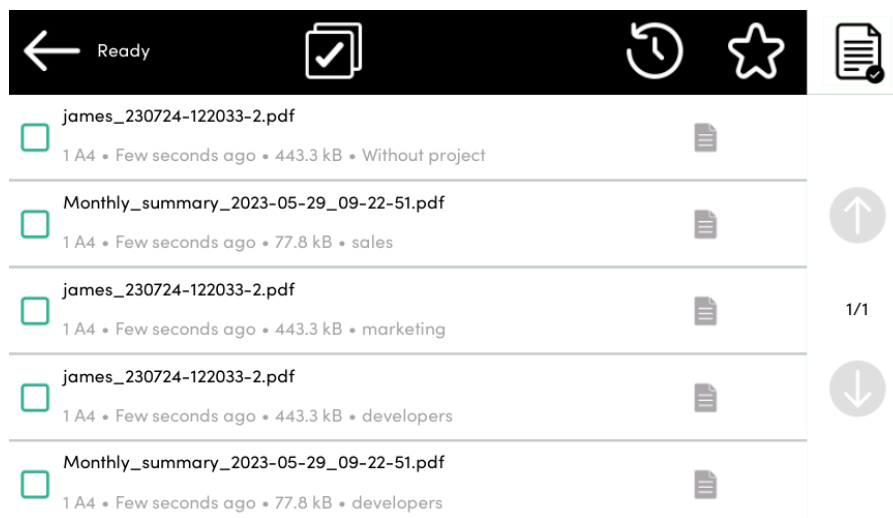 Ready
james_230724-122033-2.pdf
1 A4 • Few seconds ago • 443.3 kB • Without project
Monthly_summary_2023-05-29_09-22-51.pdf
1 A4 • Few seconds ago • 77.8 kB • sales
james_230724-122033-2.pdf
1 A4 • Few seconds ago • 443.3 kB • marketing
1/1
james_230724-122033-2.pdf
1 A4 • Few seconds ago • 443.3 kB • developers
Monthly_summary_2023-05-29_09-22-51.pdf
1 A4 • Few seconds ago • 77.8 kB • developers